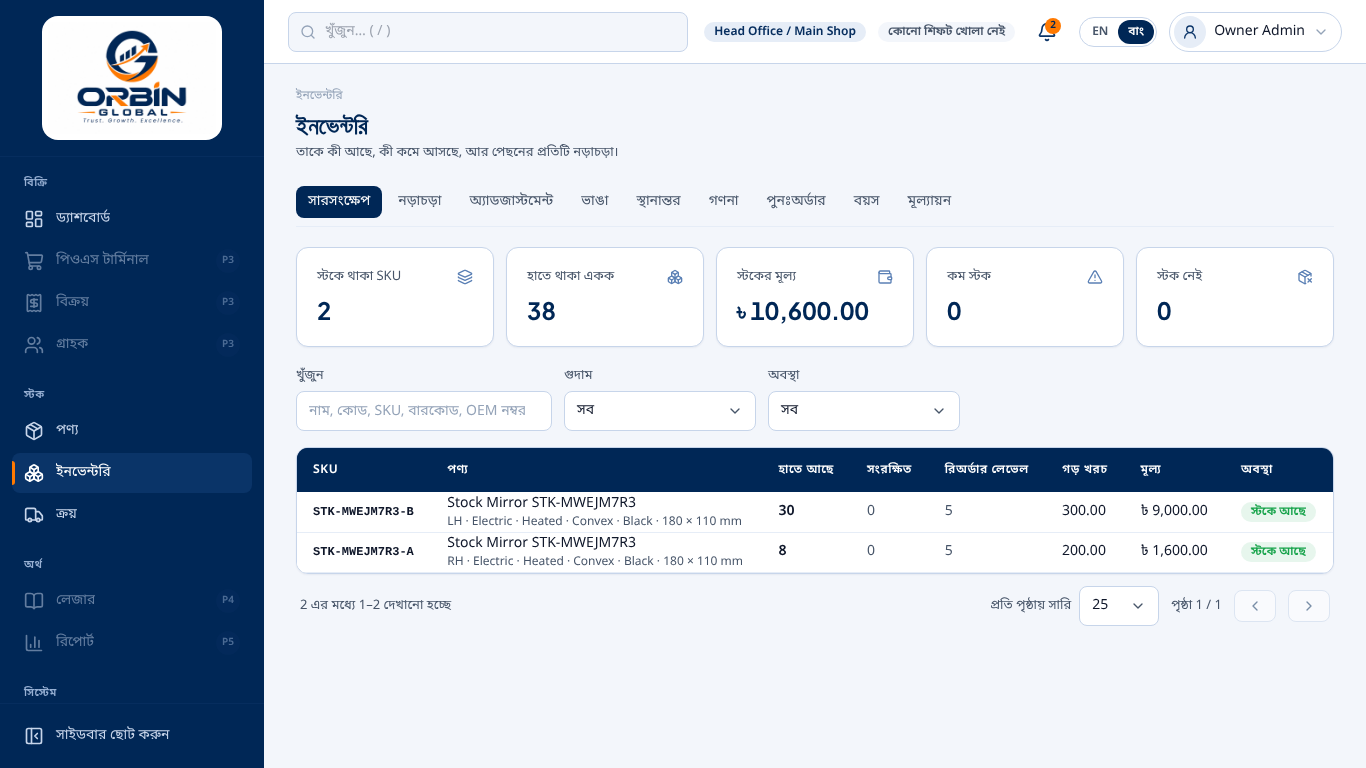 ORBIN
GLOBAL
Trust. Growth. Excellence.
বিক্রি
ড্যাশবোর্ড
পিওএস টার্মিনাল P3
বিক্রয় P3
গ্রাহক P3
স্টক
পণ্য
ইনভেন্টরি
ক্রয়
অর্থ
লেজার P4
রিপোর্ট P5
সিস্টেম
সাইডবার ছোট করুন
খুঁজুন... ( / )
Head Office / Main Shop
কোনো শিফট খোলা নেই
2
EN বাং
Owner Admin
ইনভেন্টরি
ইনভেন্টরি
তাকে কী আছে, কী কমে আসছে, আর পেছনের প্রতিটি নড়াচড়া।
সারসংক্ষেপ নড়াচড়া অ্যাডজাস্টমেন্ট ভাঙা স্থানান্তর গণনা পুনঃঅর্ডার বয়স মূল্যায়ন
স্টকে থাকা SKU
2
হাতে থাকা একক
38
স্টকের মূল্য
৳ 10,600.00
কম স্টক
0
স্টক নেই
0
খুঁজুন
নাম, কোড, SKU, বারকোড, OEM নম্বর
গুদাম
সব
অবস্থা
সব
SKU পণ্য হাতে আছে সংরক্ষিত রিঅর্ডার লেভেল গড় খরচ মূল্য অবস্থা
STK-MWEJM7R3-B Stock Mirror STK-MWEJM7R3 30 0 5 300.00 ৳ 9,000.00 স্টকে আছে
LH · Electric · Heated · Convex · Black · 180 × 110 mm
STK-MWEJM7R3-A Stock Mirror STK-MWEJM7R3 8 0 5 200.00 ৳ 1,600.00 স্টকে আছে
RH · Electric · Heated · Convex · Black · 180 × 110 mm
2 এর মধ্যে 1–2 দেখানো হচ্ছে
প্রতি পৃষ্ঠায় সারি 25 পৃষ্ঠা 1 / 1